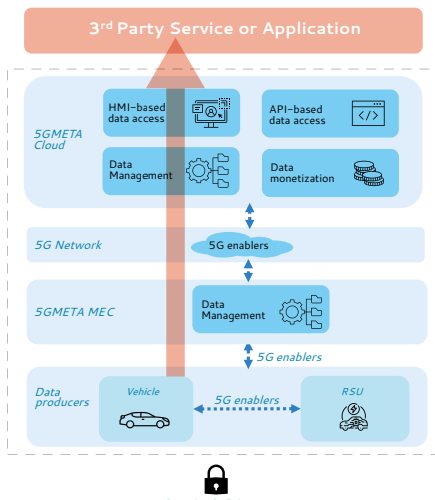 3rd Party Service or Application
HMI-based
data access
API-based
data access
5GMETA
Cloud
</>
Data
Management
Data
monetization
5G Network
5G enablers
5GMETA MEC
Data
Management
5G enablers
Data
producers
Vehicle
5G enablers
RSU